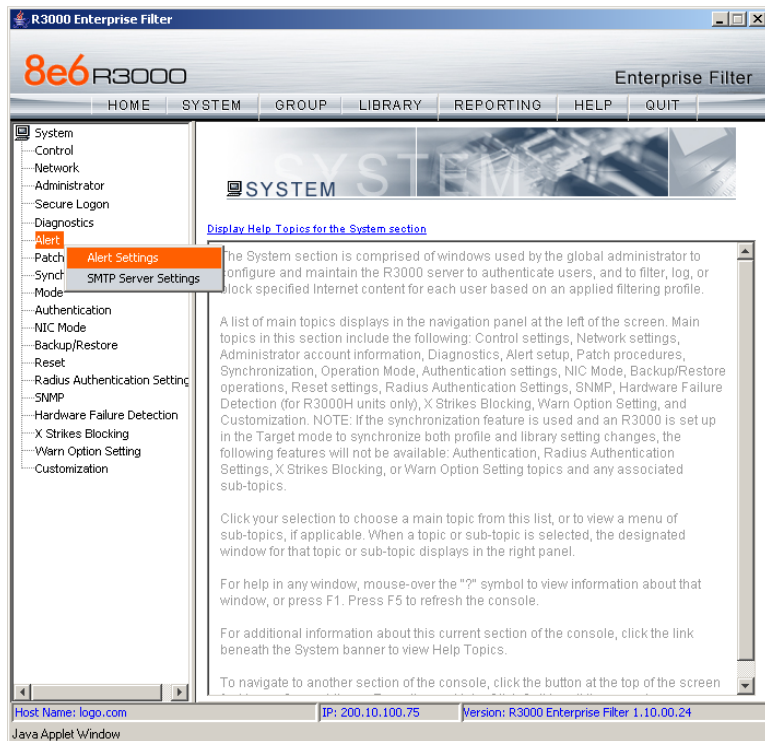 R3000 Enterprise Filter
8e6 R3000
Enterprise Filter
HOME SYSTEM GROUP LIBRARY REPORTING HELP QUIT
System
Control
Network
Administrator
Secure Logon
Diagnostics
Alert
Patch
Synch
Mode
Authentication
NIC Mode
Backup/Restore
Reset
Radius Authentication Setting
SNMP
Hardware Failure Detection
X Strikes Blocking
Warn Option Setting
Customization
Alert Settings
SMTP Server Settings
SYSTEM
SYSTEM
Display Help Topics for the System section
The System section is comprised of windows used by the global administrator to
configure and maintain the R3000 server to authenticate users, and to filter, log, or
block specified Internet content for each user based on an applied filtering profile.
A list of main topics displays in the navigation panel at the left of the screen. Main
topics in this section include the following: Control settings, Network settings,
Administrator account information, Diagnostics, Alert setup, Patch procedures,
Synchronization, Operation Mode, Authentication settings, NIC Mode, Backup/Restore
operations, Reset settings, Radius Authentication Settings, SNMP, Hardware Failure
Detection (for R3000H units only), X Strikes Blocking, Warn Option Setting, and
Customization. NOTE: If the synchronization feature is used and an R3000 is set up
in the Target mode to synchronize both profile and library setting changes, the
following features will not be available: Authentication, Radius Authentication
Settings, X Strikes Blocking, or Warn Option Setting topics and any associated
sub-topics.
Click your selection to choose a main topic from this list, or to view a menu of
sub-topics, if applicable. When a topic or sub-topic is selected, the designated
window for that topic or sub-topic displays in the right panel.
For help in any window, mouse-over the "?" symbol to view information about that
window, or press F1. Press F5 to refresh the console.
For additional information about this current section of the console, click the link
beneath the System banner to view Help Topics.
To navigate to another section of the console, click the button at the top of the screen
Host Name: logo.com
IP: 200.10.100.75
Version: R3000 Enterprise Filter 1.10.00.24
Java Applet Window